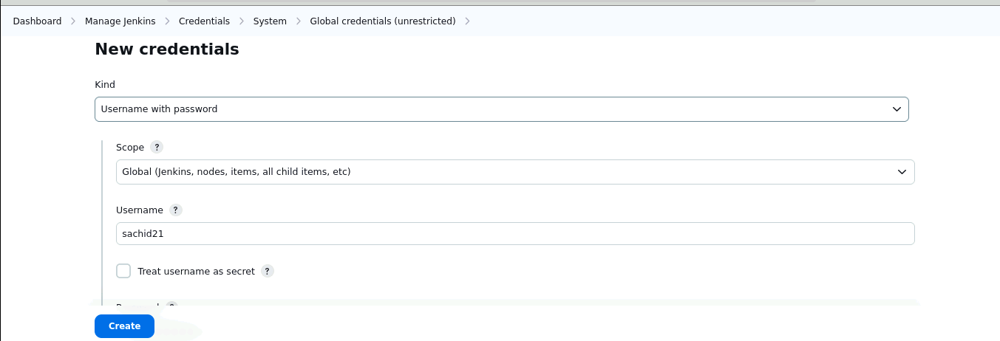 Dashboard > Manage Jenkins > Credentials > System > Global credentials (unrestricted) >
New credentials
Kind
Username with password
Scope ?
Global (Jenkins, nodes, items, all child items, etc)
Username ?
sachid21
Treat username as secret ?
Create